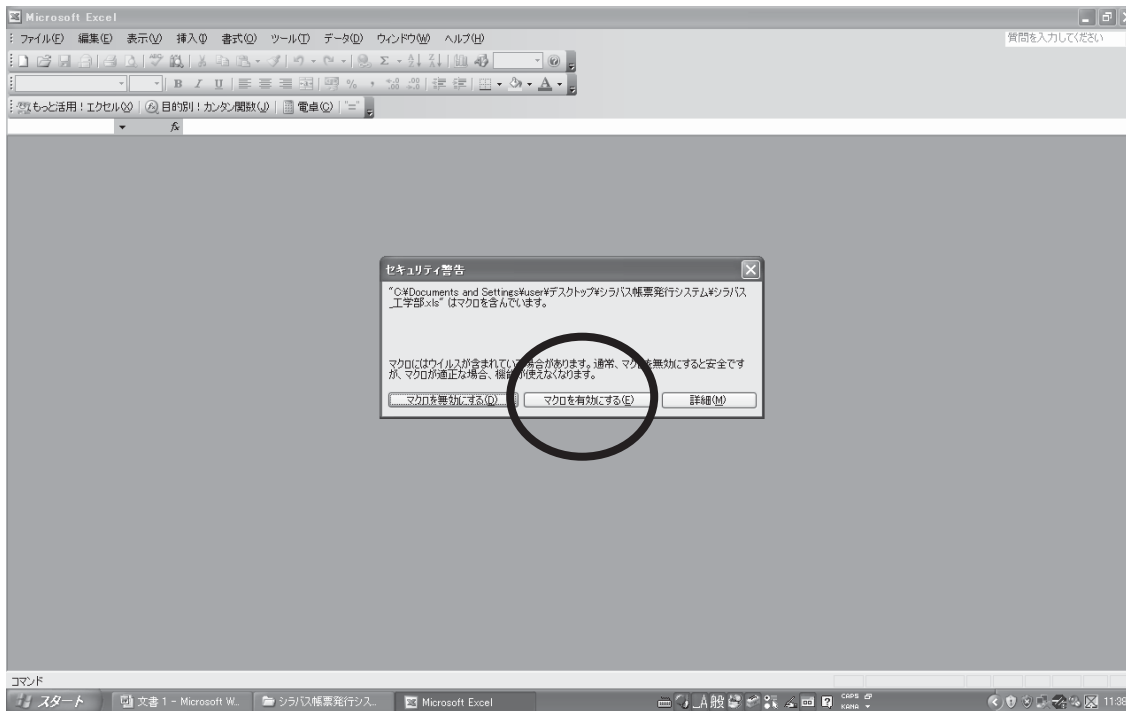 Microsoft Excel
ファイル(F) 編集(E) 表示(V) 挿入(I) 書式(O) ツール(T) データ(D) ウィンドウ(W) ヘルプ(H)
質問を入力してください
B I U
もっと活用!エクセル(X) 目的別!カンタン関数(J) 電卓(C) "="
fx
セキュリティ警告
"C:¥Documents and Settings¥user¥デスクトップ¥シラバス帳票発行システム¥シラバス
_工学部.xls" はマクロを含んでいます。
マクロにはウイルスが含まれている場合があります。通常、マクロを無効にすると安全です
が、マクロが適正な場合、機能が使えなくなります。
マクロを無効にする(D) マクロを有効にする(E) 詳細(M)
コマンド
スタート 文書 1 - Microsoft W... シラバス帳票発行シス... Microsoft Excel A 般 CAPS KANA 11:38